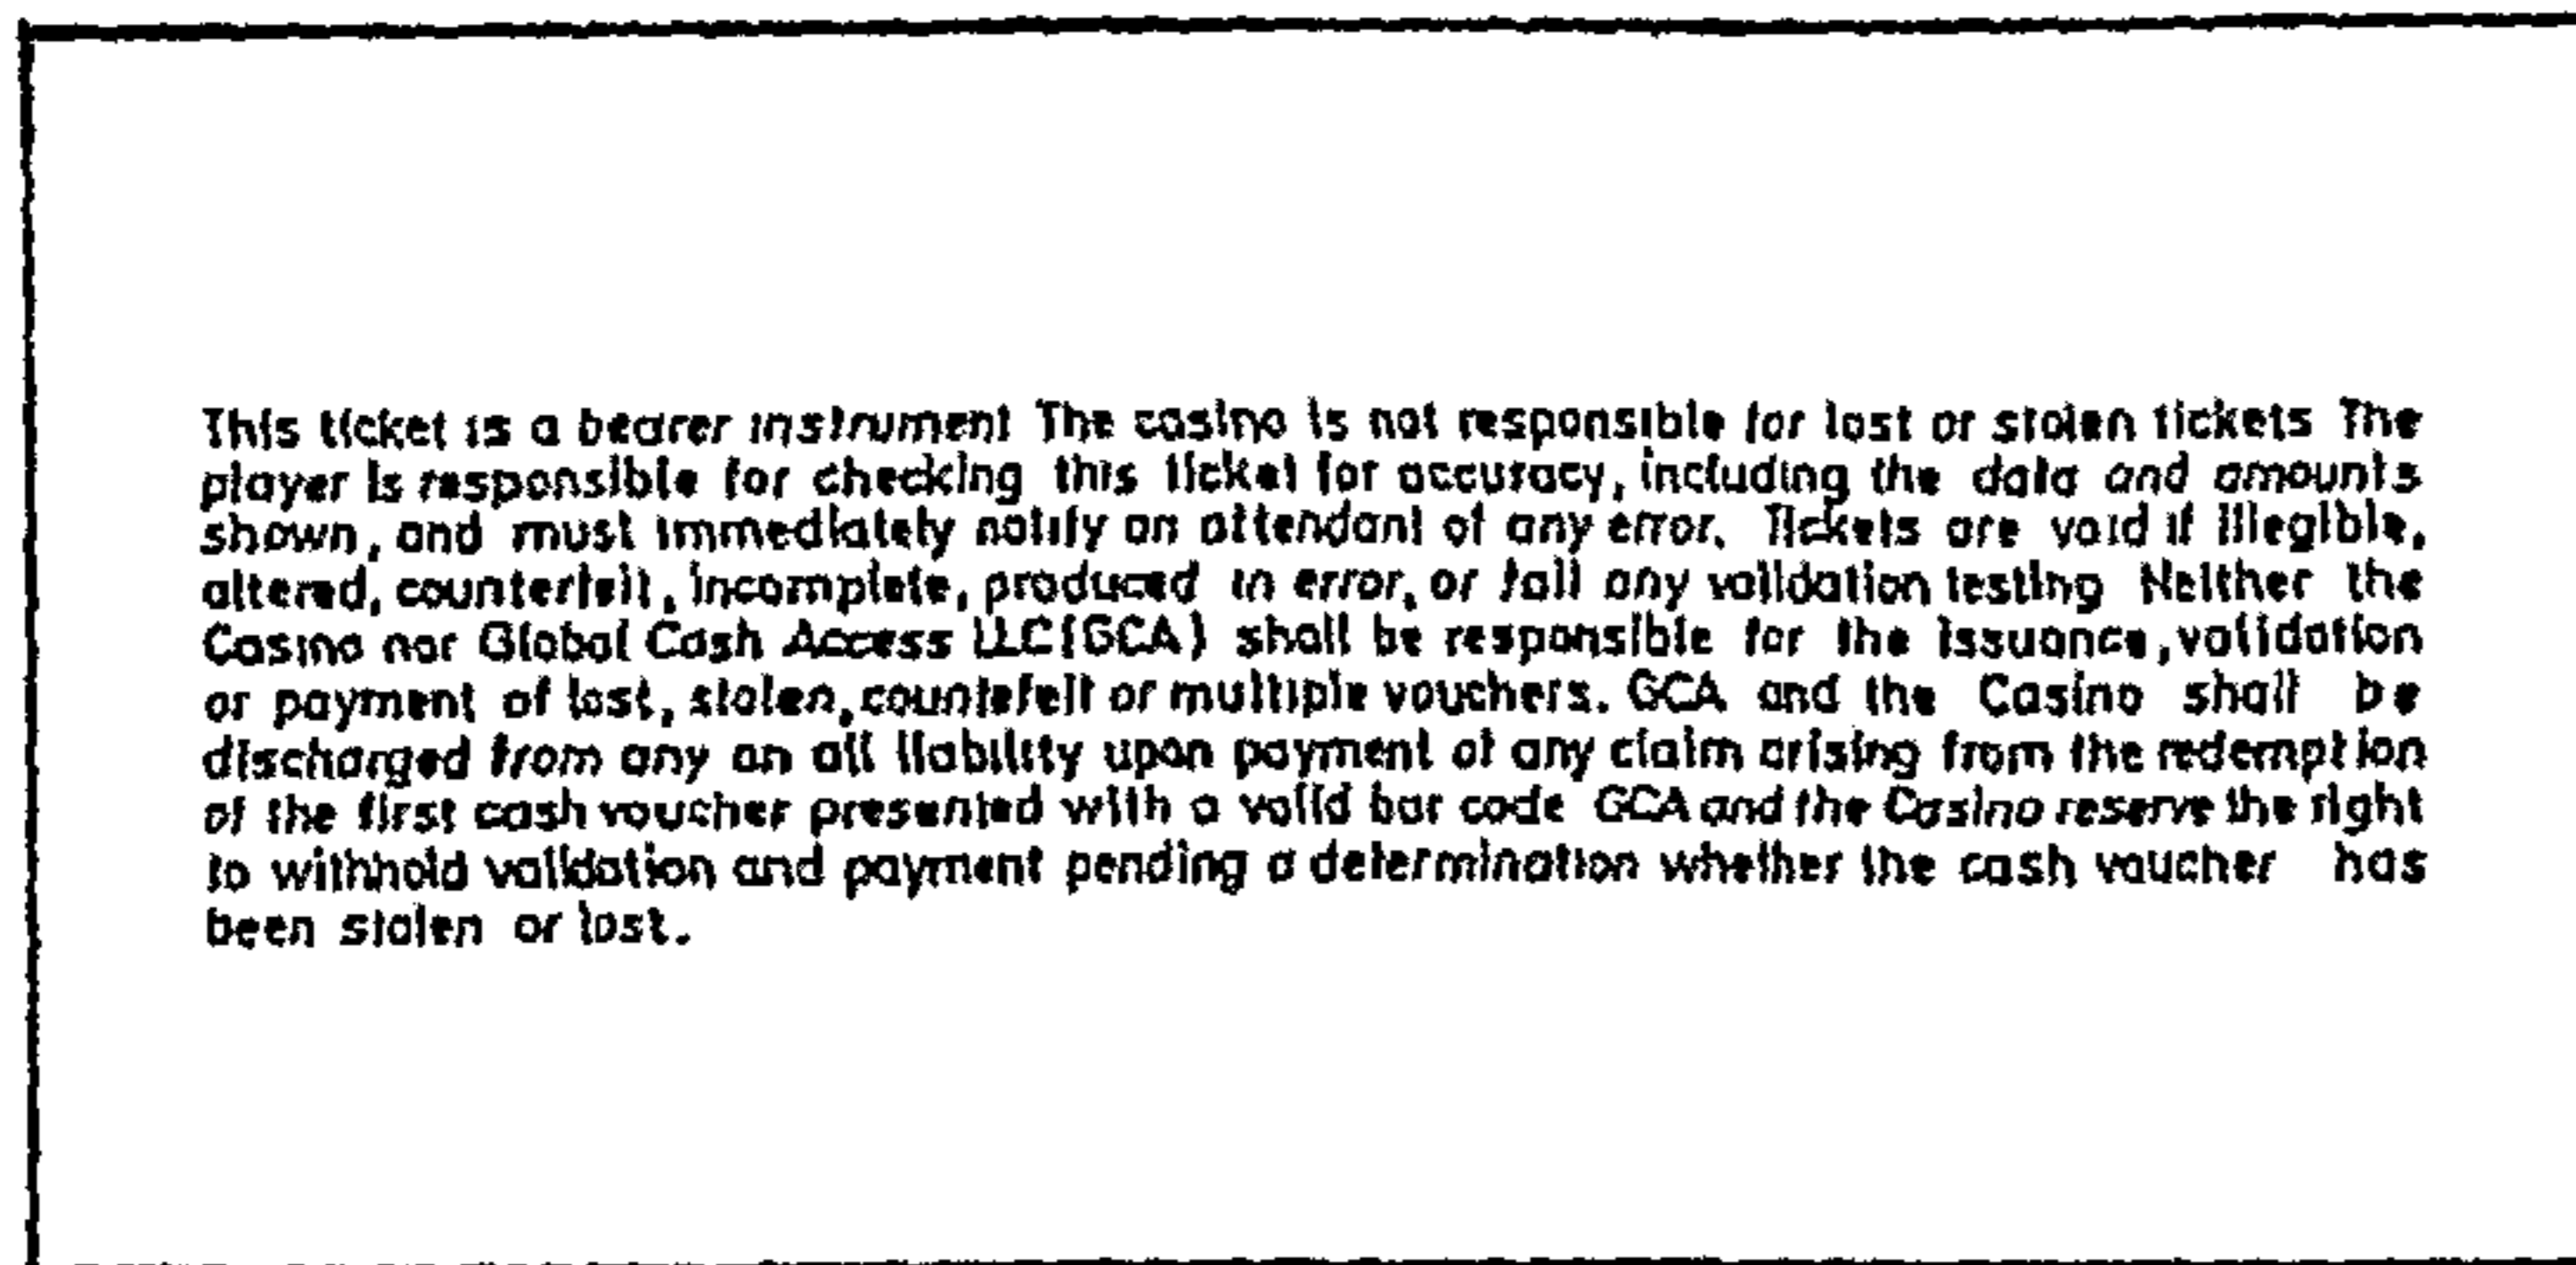 This ticket is a bearer instrument The casino is not responsible for lost or stolen tickets The
player is responsible for checking this ticket for accuracy, including the data and amounts
shown, and must immediately notify an attendant of any error. Tickets are void if illegible,
altered, counterfeit, incomplete, produced in error, or fail any validation testing Neither the
Casino nor Global Cash Access LLC (GCA) shall be responsible for the issuance, validation
or payment of lost, stolen, countefeit or multiple vouchers. GCA and the Casino shall be
discharged from any an all liability upon payment of any claim arising from the redemption
of the first cash voucher presented with a valid bar code GCA and the Casino reserve the right
to withhold validation and payment pending a determination whether the cash voucher has
been stolen or lost.